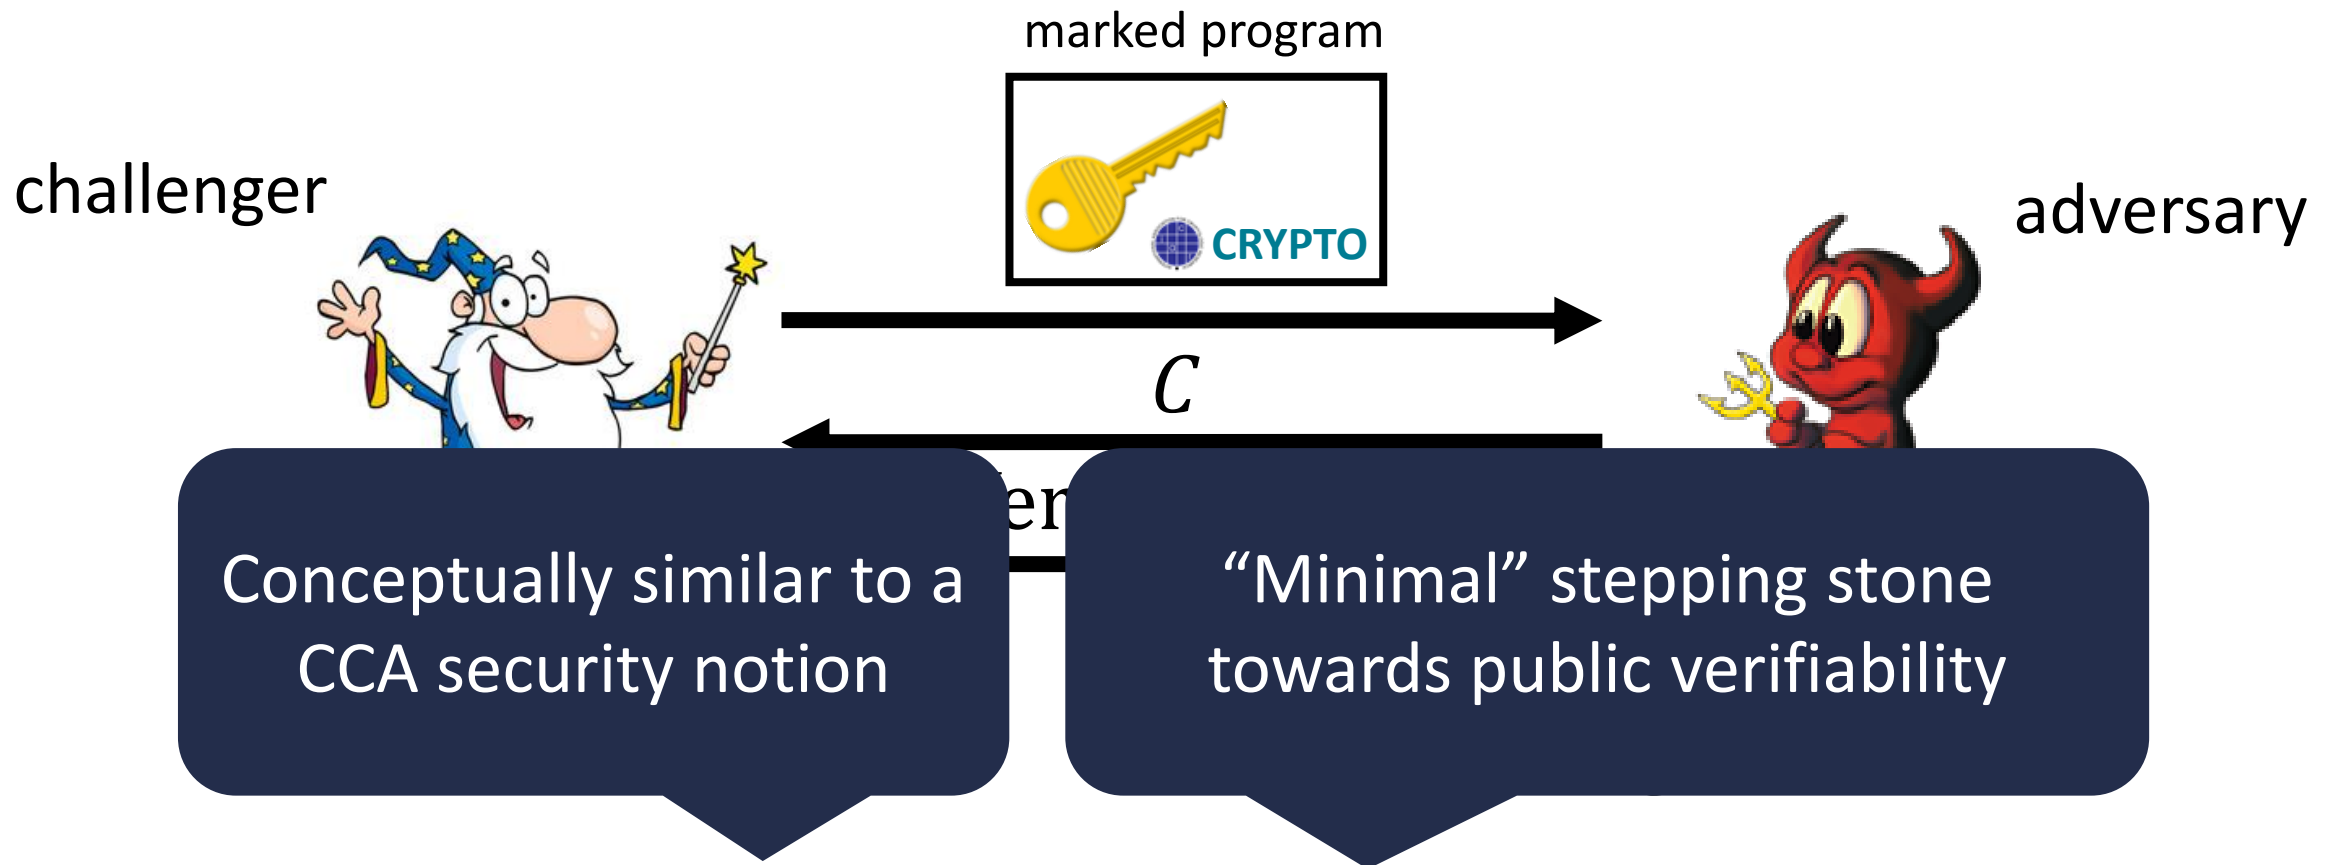 marked program
challenger
CRYPTO
adversary
C
Conceptually similar to a
CCA security notion
“Minimal” stepping stone
towards public verifiability